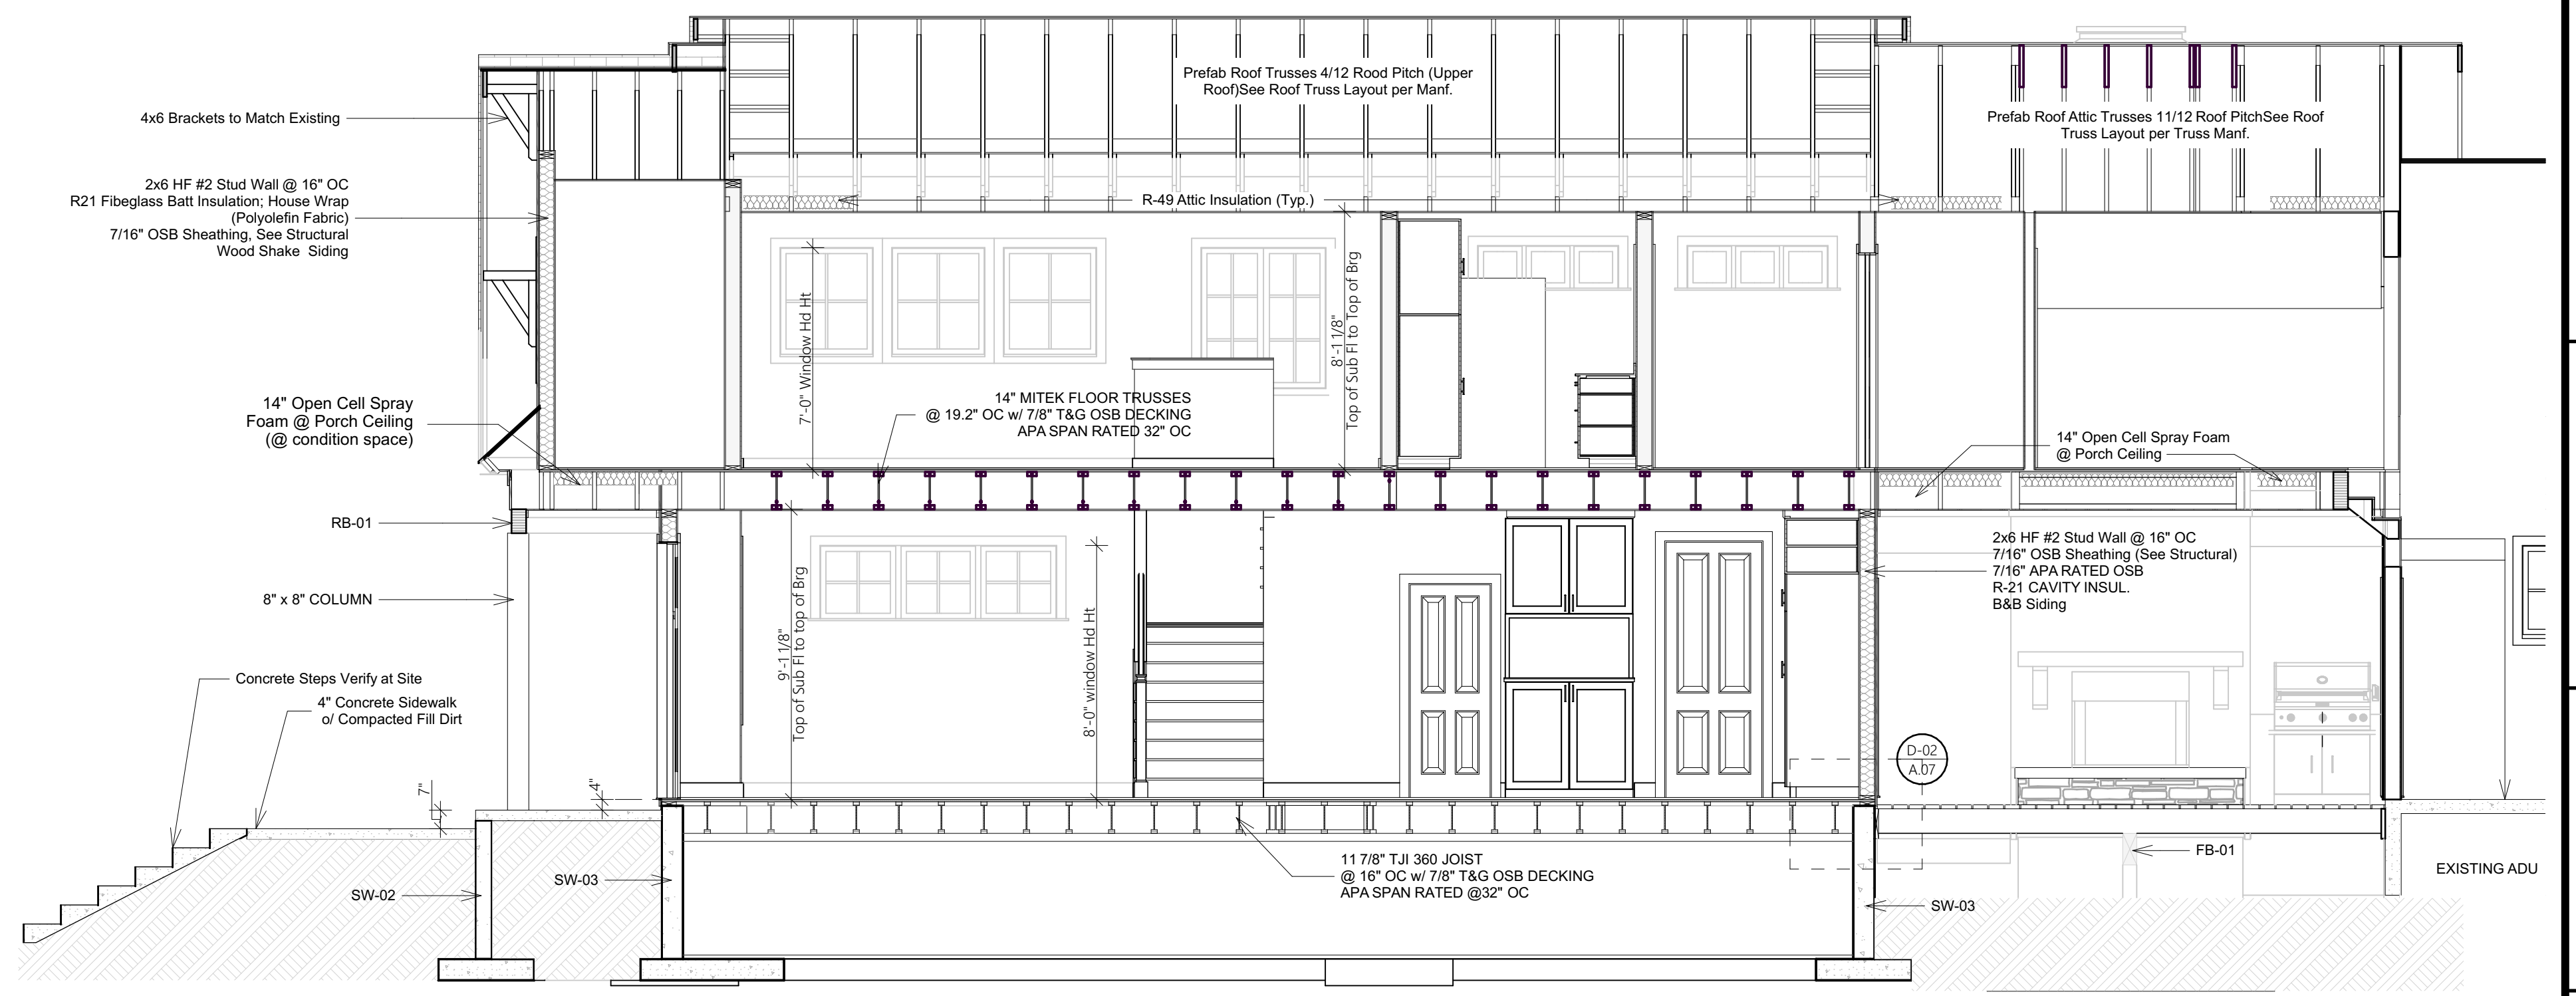 Prefab Roof Trusses 4/12 Rood Pitch (Upper
Roof)See Roof Truss Layout per Manf.
Prefab Roof Attic Trusses 11/12 Roof PitchSee Roof
Truss Layout per Truss Manf.
4x6 Brackets to Match Existing
2x6 HF #2 Stud Wall @ 16" OC
R21 Fibeglass Batt Insulation; House Wrap
(Polyolefin Fabric)
7/16" OSB Sheathing, See Structural
Wood Shake Siding
R-49 Attic Insulation (Typ.)
7'-0" Window Hd Ht
8'-1 1/8"
Top of Sub Fl to Top of Brg
14" Open Cell Spray
Foam @ Porch Ceiling
(@ condition space)
14" MITEK FLOOR TRUSSES
@ 19.2" OC w/ 7/8" T&G OSB DECKING
APA SPAN RATED 32" OC
14" Open Cell Spray Foam
@ Porch Ceiling
RB-01
8" x 8" COLUMN
9'-1 1/8"
Top of Sub Fl to top of Brg
8'-0" window Hd Ht
2x6 HF #2 Stud Wall @ 16" OC
7/16" OSB Sheathing (See Structural)
7/16" APA RATED OSB
R-21 CAVITY INSUL.
B&B Siding
Concrete Steps Verify at Site
4" Concrete Sidewalk
o/ Compacted Fill Dirt
7"
4"
D-02
A.07
11 7/8" TJI 360 JOIST
@ 16" OC w/ 7/8" T&G OSB DECKING
APA SPAN RATED @32" OC
FB-01
EXISTING ADU
SW-02
SW-03
SW-03